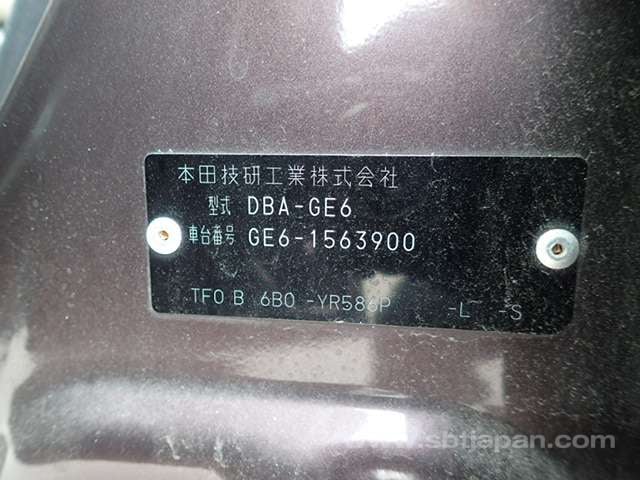 本田技研工業株式会社
型式 DBA-GE6
車台番号 GE6-1563900
TF0 B 6B0 -YR586P -L -S
www.sbtjapan.com